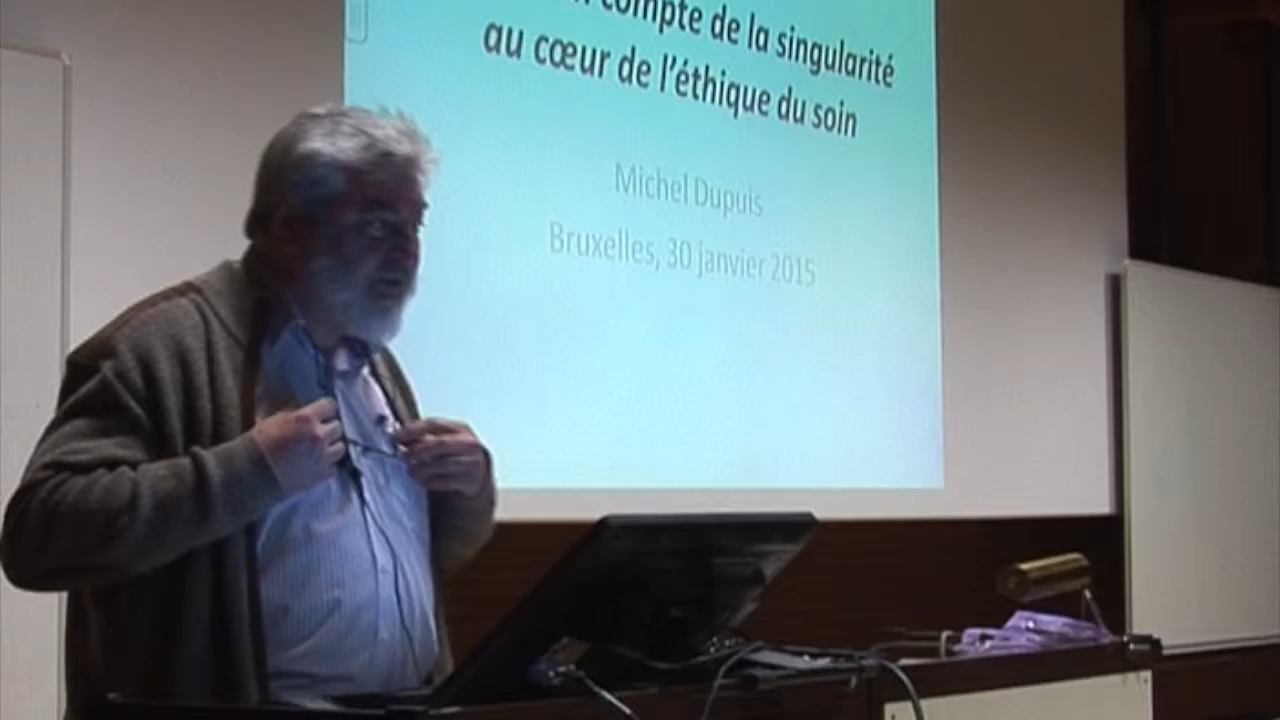 compte de la singularité
au cœur de l'éthique du soin
Michel Dupuis
Bruxelles, 30 janvier 2015